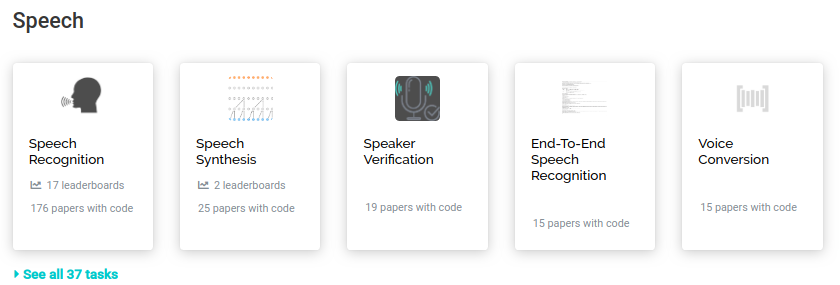 Speech
Speech
Recognition
17 leaderboards
176 papers with code
Speech
Synthesis
2 leaderboards
25 papers with code
Speaker
Verification
19 papers with code
End-To-End
Speech
Recognition
15 papers with code
Voice
Conversion
15 papers with code
See all 37 tasks